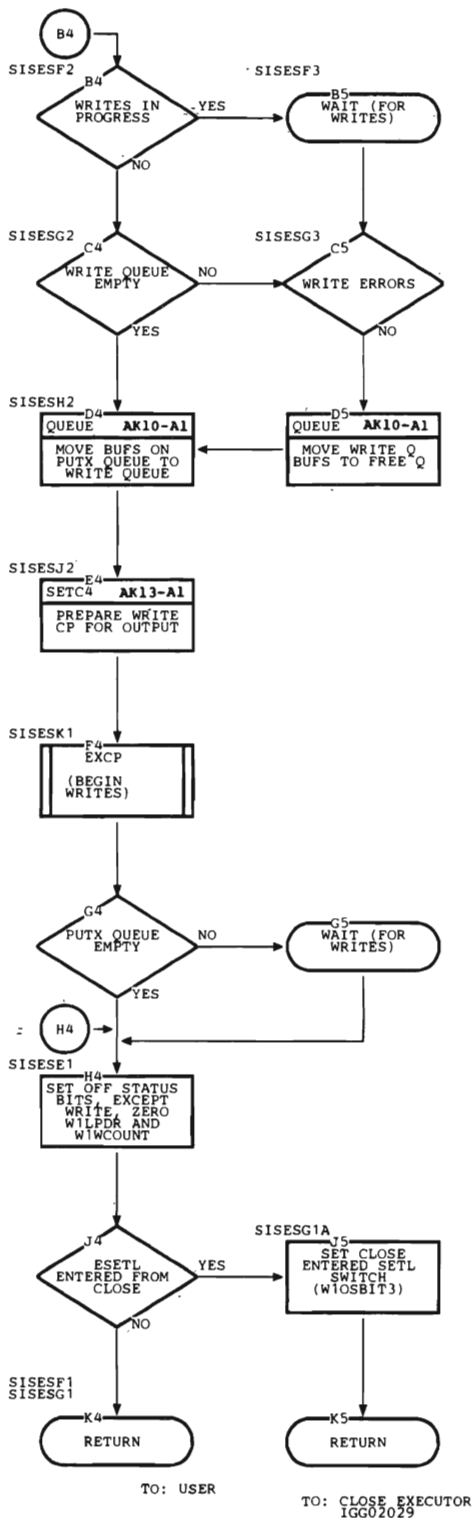 B4
SISESF2
SISESF3
B4
WRITES IN
PROGRESS
YES
NO
B5
WAIT (FOR
WRITES)
SISESG2
SISESG3
C4
WRITE QUEUE
EMPTY
NO
YES
C5
WRITE ERRORS
NO
SISESH2
D4
QUEUE AK10-A1
MOVE BUFS ON
PUTX QUEUE TO
WRITE QUEUE
D5
QUEUE AK10-A1
MOVE WRITE Q
BUFS TO FREE Q
SISESJ2
E4
SETC4 AK13-A1
PREPARE WRITE
CP FOR OUTPUT
SISESK1
F4
EXCP
(BEGIN
WRITES)
G4
PUTX QUEUE
EMPTY
NO
YES
G5
WAIT (FOR
WRITES)
H4
SISESE1
H4
SET OFF STATUS
BITS, EXCEPT
WRITE, ZERO
W1LPDR AND
W1WCOUNT
J4
ESETL
ENTERED FROM
CLOSE
YES
NO
SISESG1A
J5
SET CLOSE
ENTERED SETL
SWITCH
(W1OSBIT3)
SISESF1
SISESG1
K4
RETURN
K5
RETURN
TO: USER
TO: CLOSE EXECUTOR
IGG02029